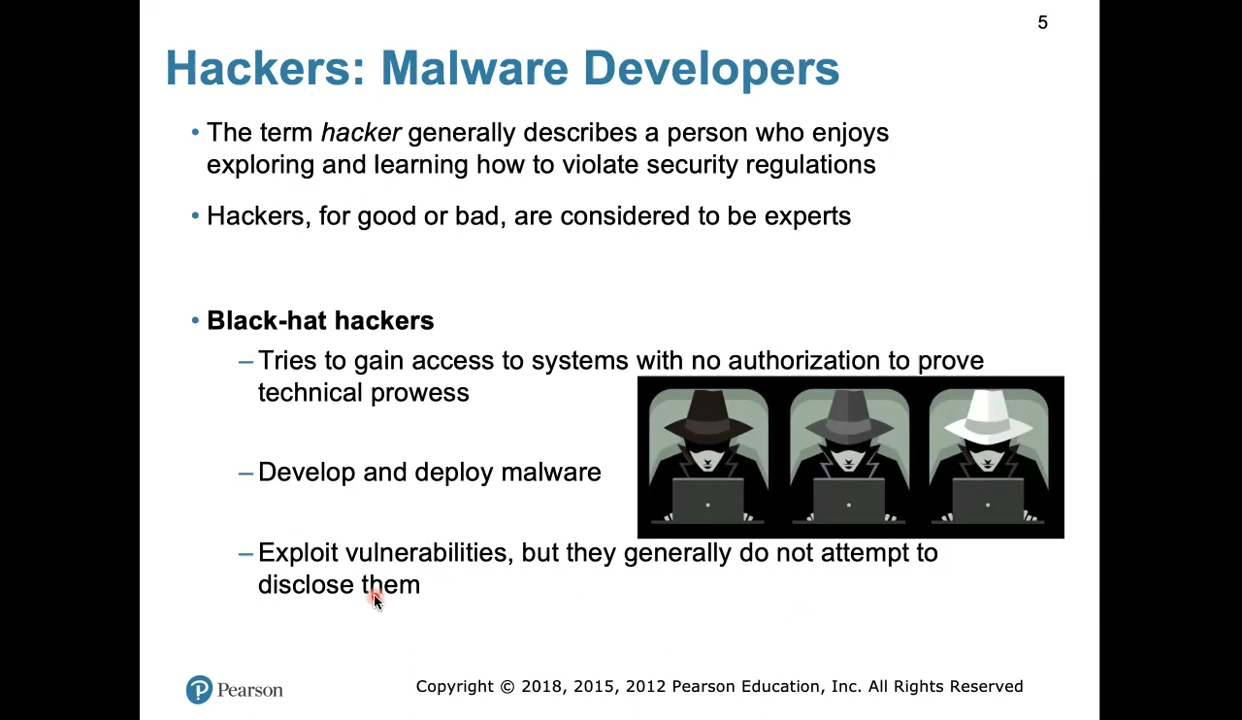 5
Hackers: Malware Developers
• The term hacker generally describes a person who enjoys
exploring and learning how to violate security regulations
• Hackers, for good or bad, are considered to be experts
• Black-hat hackers
– Tries to gain access to systems with no authorization to prove
technical prowess
– Develop and deploy malware
– Exploit vulnerabilities, but they generally do not attempt to
disclose them
P Pearson
Copyright © 2018, 2015, 2012 Pearson Education, Inc. All Rights Reserved